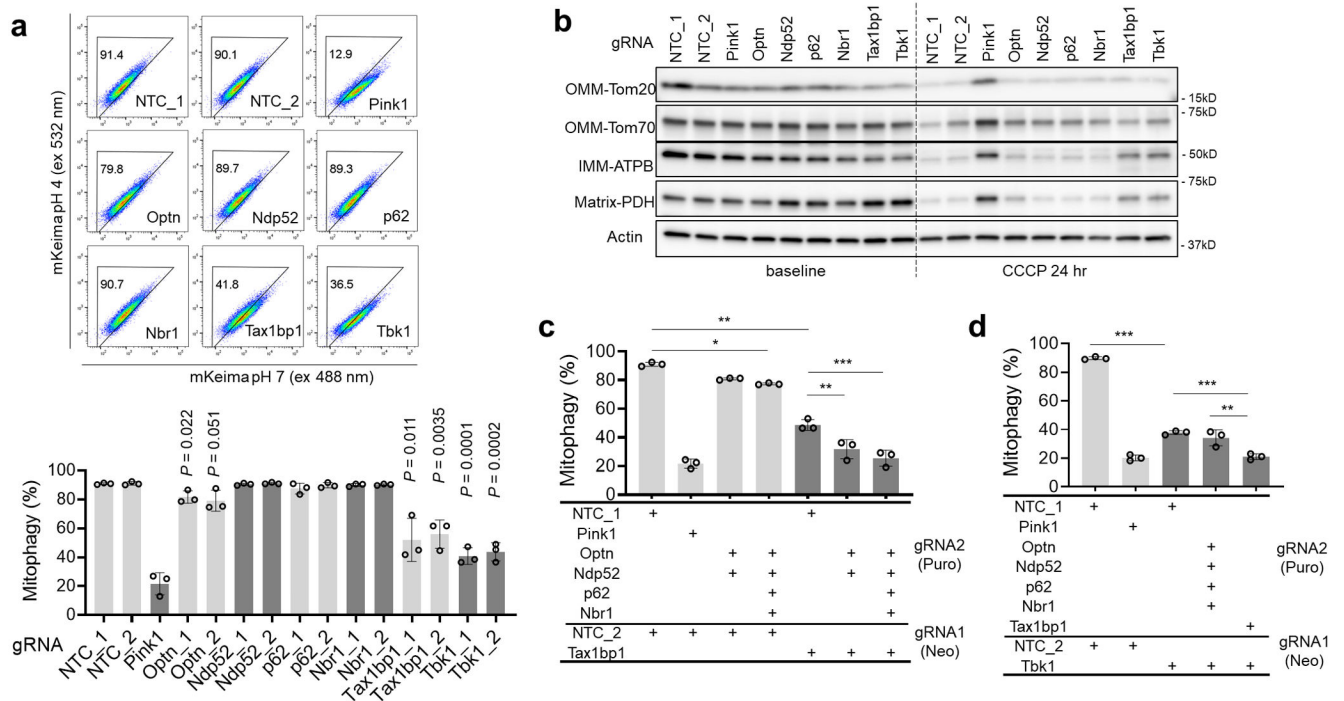 a
mKeima pH 4 (ex 532 nm)
91.4
NTC_1
90.1
NTC_2
12.9
Pink1
79.8
Optn
89.7
Ndp52
89.3
p62
90.7
Nbr1
41.8
Tax1bp1
36.5
Tbk1
mKeima pH 7 (ex 488 nm)
Mitophagy (%)
100
80
60
40
20
0
P = 0.022
P = 0.051
P = 0.011
P = 0.0035
P = 0.0001
P = 0.0002
gRNA
NTC_1
NTC_2
Pink1
Optn_1
Optn_2
Ndp52_1
Ndp52_2
p62_1
p62_2
Nbr1_1
Nbr1_2
Tax1bp1_1
Tax1bp1_2
Tbk1_1
Tbk1_2
b
gRNA NTC_1 NTC_2 Pink1 Optn Ndp52 p62 Nbr1 Tax1bp1 Tbk1 NTC_1 NTC_2 Pink1 Optn Ndp52 p62 Nbr1 Tax1bp1 Tbk1
OMM-Tom20
- 15kD
OMM-Tom70
- 75kD
IMM-ATPB
- 50kD
Matrix-PDH
- 75kD
Actin
- 37kD
baseline CCCP 24 hr
c
Mitophagy (%)
100
80
60
40
20
0
**
*
***
**
NTC_1 + +
Pink1 +
Optn + + + +
Ndp52 + + + +
p62 + +
Nbr1 + +
gRNA2
(Puro)
NTC_2 + + + +
Tax1bp1 + + +
gRNA1
(Neo)
d
Mitophagy (%)
100
80
60
40
20
0
***
***
**
NTC_1 + +
Pink1 +
Optn +
Ndp52 +
p62 +
Nbr1 +
Tax1bp1 +
gRNA2
(Puro)
NTC_2 + +
Tbk1 + + +
gRNA1
(Neo)